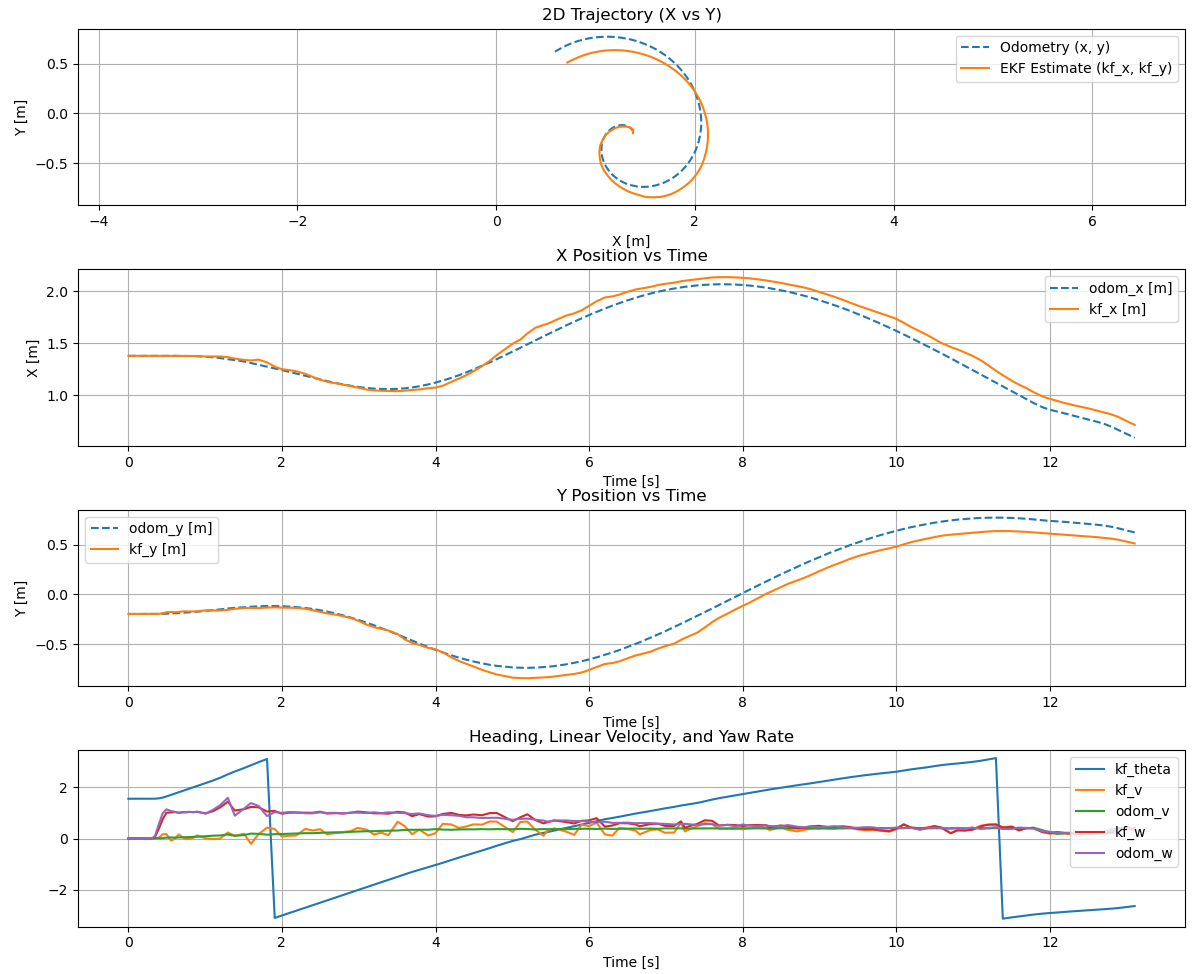 2D Trajectory (X vs Y)
Odometry (x, y)
EKF Estimate (kf_x, kf_y)
0.5
0.0
−0.5
Y [m]
−4
−2
0
2
4
6
X [m]
X Position vs Time
odom_x [m]
kf_x [m]
2.0
1.5
1.0
X [m]
0
2
4
6
8
10
12
Time [s]
Y Position vs Time
odom_y [m]
kf_y [m]
0.5
0.0
−0.5
Y [m]
0
2
4
6
8
10
12
Time [s]
Heading, Linear Velocity, and Yaw Rate
kf_theta
kf_v
odom_v
kf_w
odom_w
2
0
−2
0
2
4
6
8
10
12
Time [s]